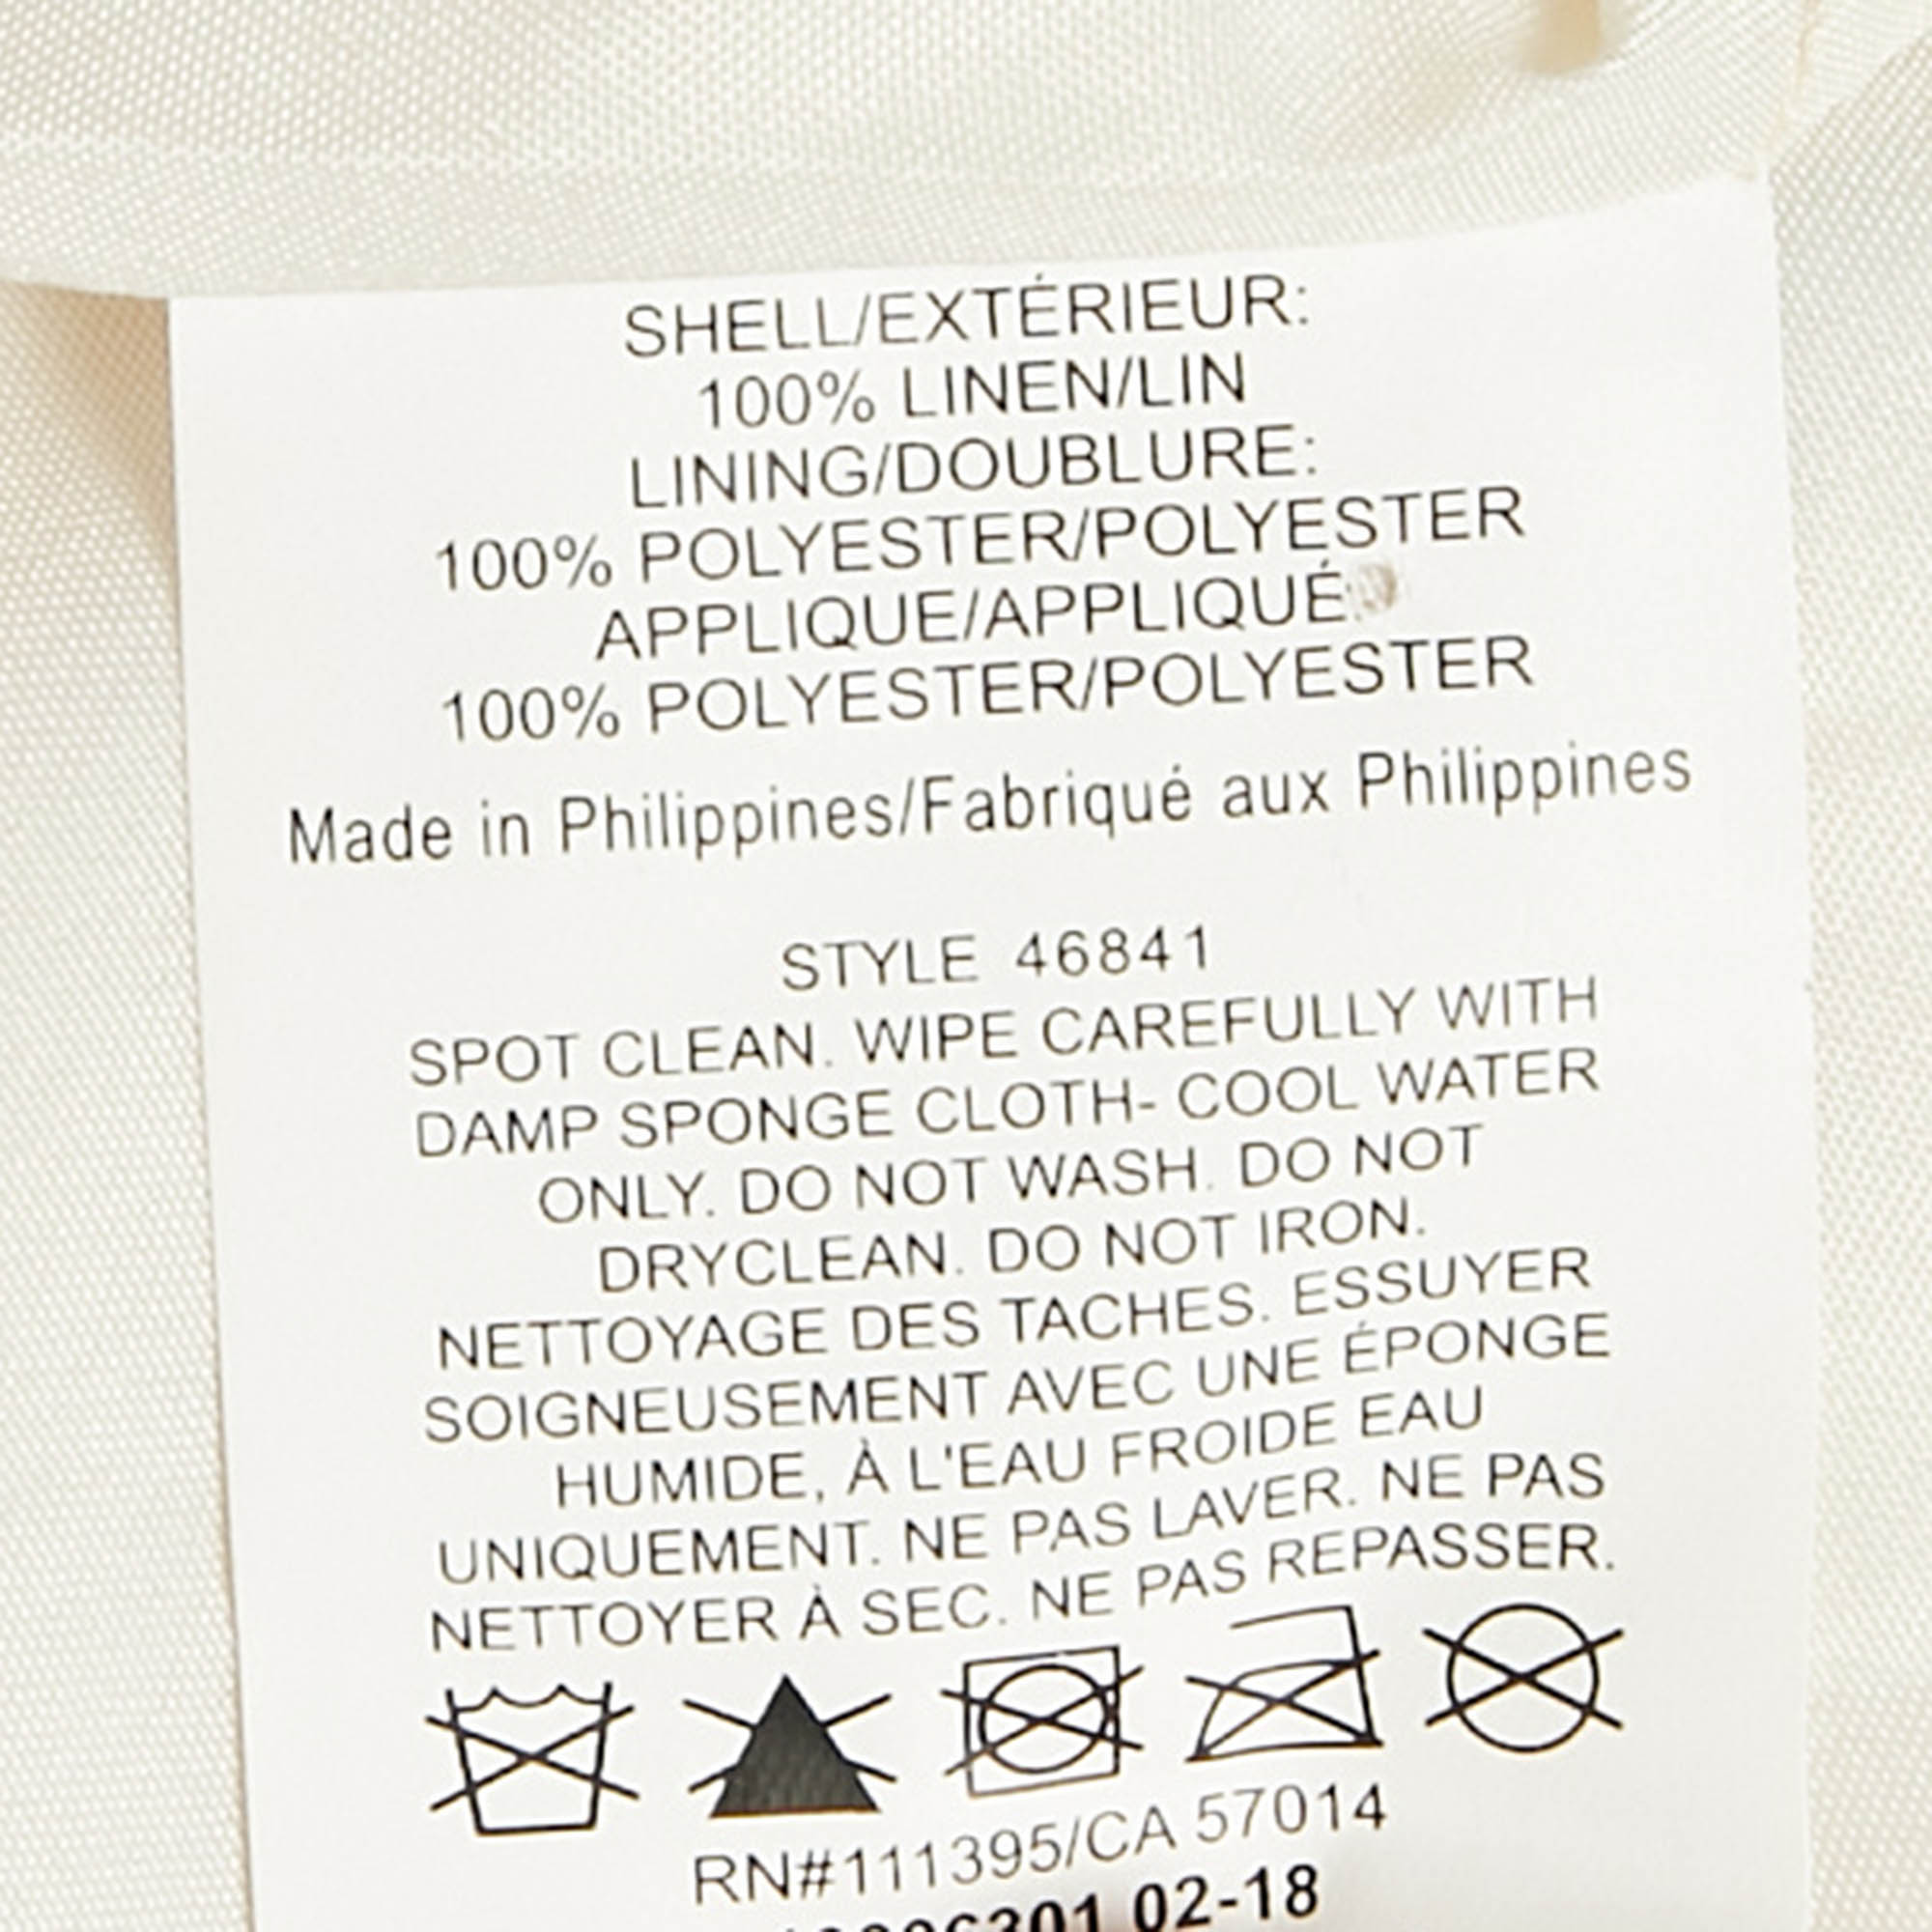 SHELL/EXTÉRIEUR:
100% LINEN/LIN
LINING/DOUBLURE:
100% POLYESTER/POLYESTER
APPLIQUE/APPLIQUÉ:
100% POLYESTER/POLYESTER
Made in Philippines/Fabriqué aux Philippines
STYLE 46841
SPOT CLEAN. WIPE CAREFULLY WITH
DAMP SPONGE CLOTH- COOL WATER
ONLY. DO NOT WASH. DO NOT
DRYCLEAN. DO NOT IRON.
NETTOYAGE DES TACHES. ESSUYER
SOIGNEUSEMENT AVEC UNE ÉPONGE
HUMIDE, À L'EAU FROIDE EAU
UNIQUEMENT. NE PAS LAVER. NE PAS
NETTOYER À SEC. NE PAS REPASSER.
RN#111395/CA 57014
02-18